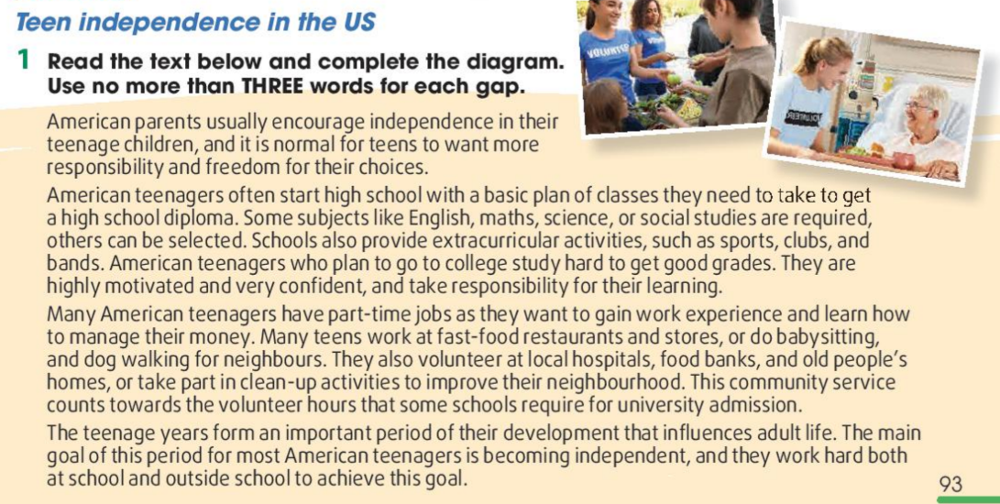 Teen independence in the US
1 Read the text below and complete the diagram.
Use no more than THREE words for each gap.
VOLUNTEER
American parents usually encourage independence in their
teenage children, and it is normal for teens to want more
responsibility and freedom for their choices.
American teenagers often start high school with a basic plan of classes they need to take to get
a high school diploma. Some subjects like English, maths, science, or social studies are required,
others can be selected. Schools also provide extracurricular activities, such as sports, clubs, and
bands. American teenagers who plan to go to college study hard to get good grades. They are
highly motivated and very confident, and take responsibility for their learning.
Many American teenagers have part-time jobs as they want to gain work experience and learn how
to manage their money. Many teens work at fast-food restaurants and stores, or do babysitting,
and dog walking for neighbours. They also volunteer at local hospitals, food banks, and old people's
homes, or take part in clean-up activities to improve their neighbourhood. This community service
counts towards the volunteer hours that some schools require for university admission.
The teenage years form an important period of their development that influences adult life. The main
goal of this period for most American teenagers is becoming independent, and they work hard both
at school and outside school to achieve this goal.
93